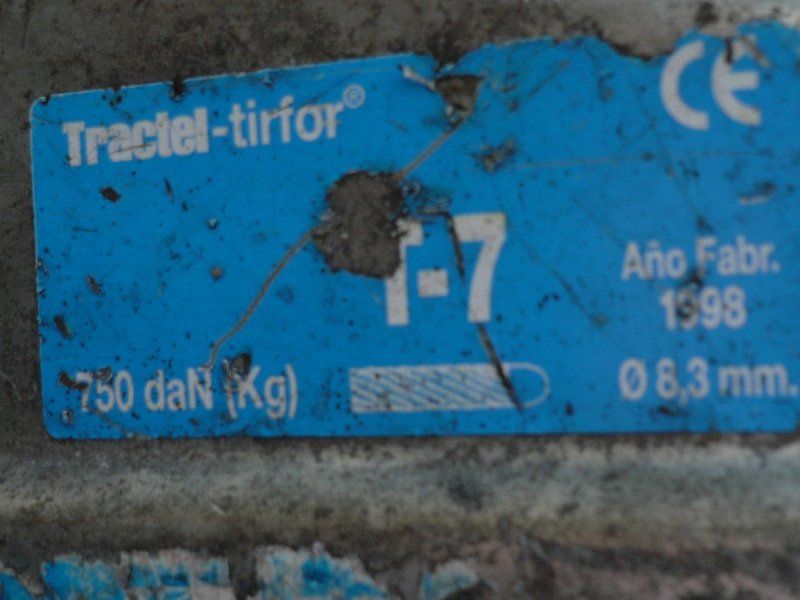 Tractel-tirfor®
CE
T-7
Año Fabr.
1998
750 daN (Kg)
Ø 8,3 mm.